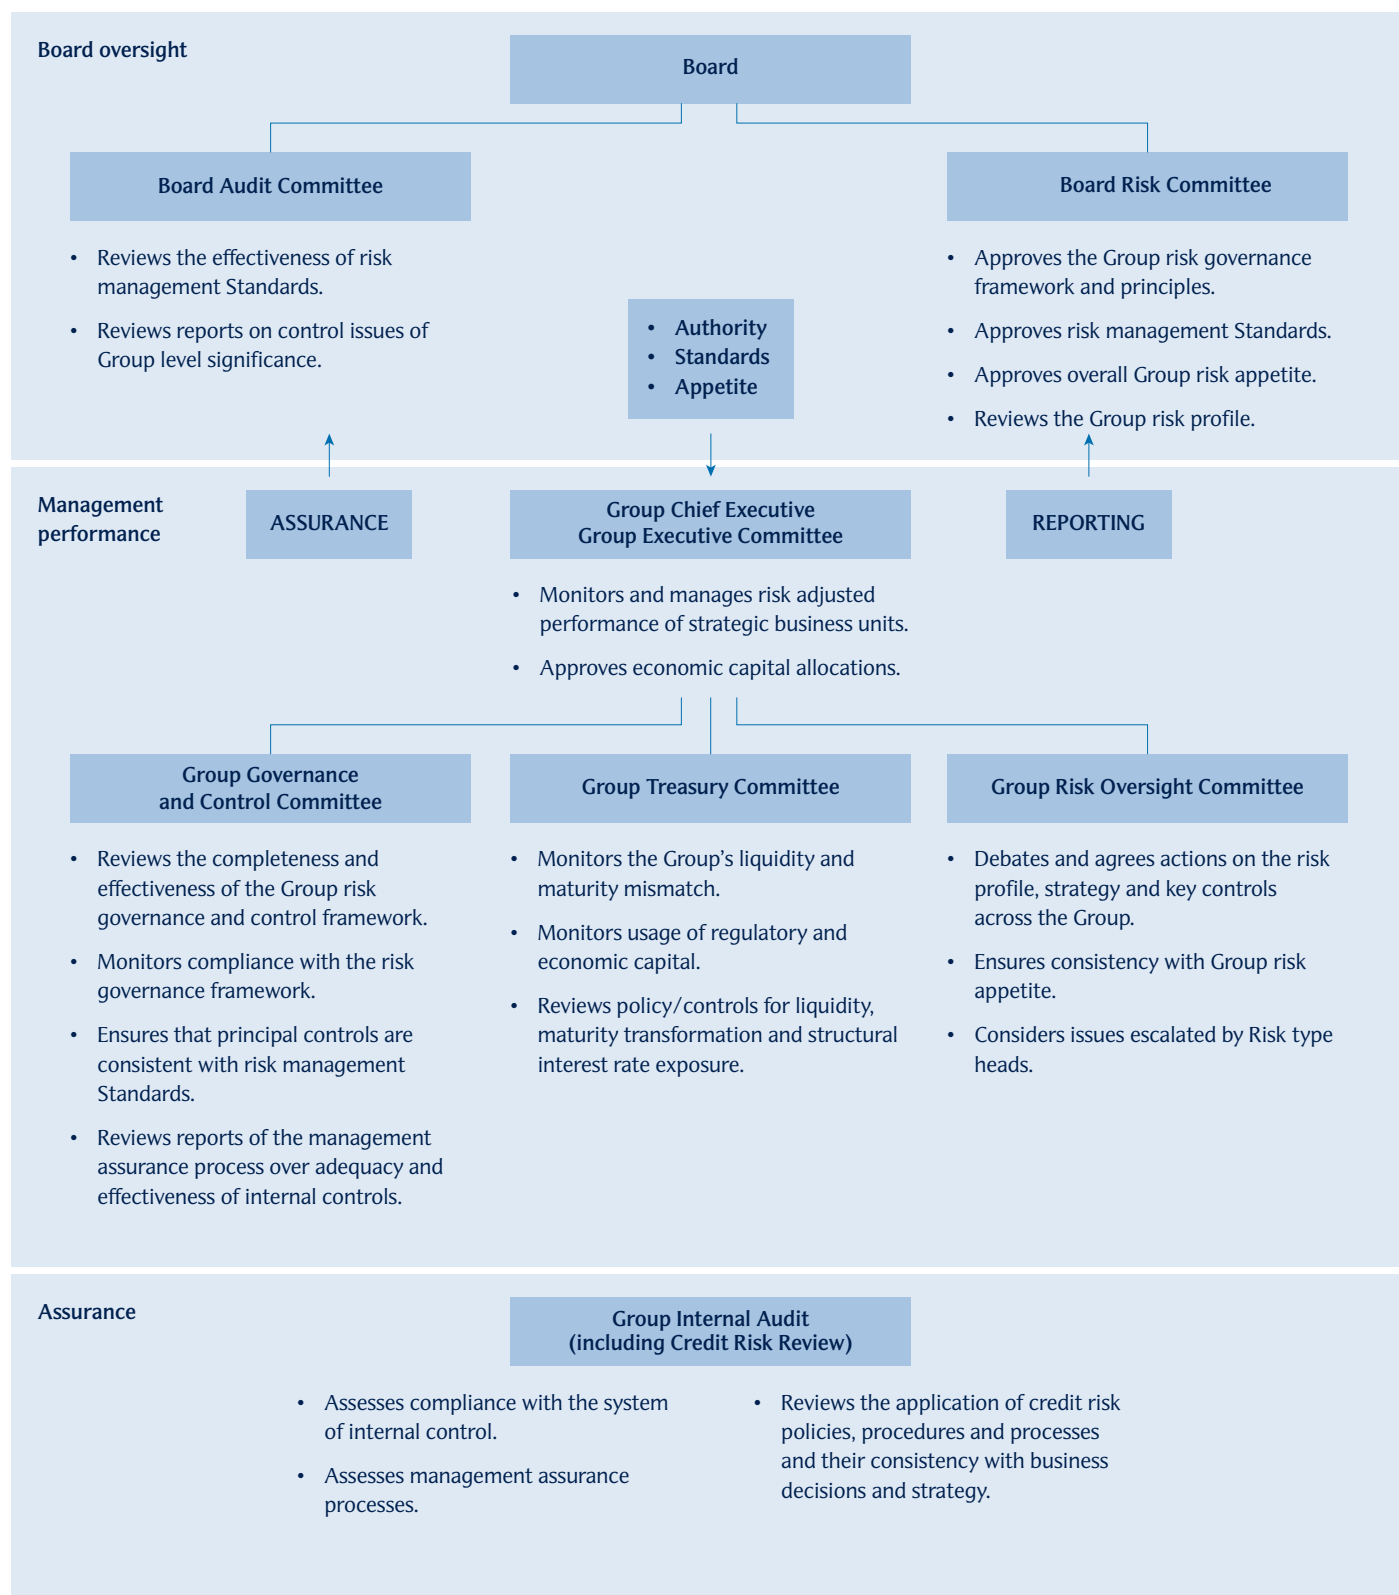 Board oversight
Board
Board Audit Committee
• Reviews the effectiveness of risk
management Standards.
• Reviews reports on control issues of
Group level significance.
• Authority
• Standards
• Appetite
Board Risk Committee
• Approves the Group risk governance
framework and principles.
• Approves risk management Standards.
• Approves overall Group risk appetite.
• Reviews the Group risk profile.
Management
performance
ASSURANCE
Group Chief Executive
Group Executive Committee
REPORTING
• Monitors and manages risk adjusted
performance of strategic business units.
• Approves economic capital allocations.
Group Governance
and Control Committee
• Reviews the completeness and
effectiveness of the Group risk
governance and control framework.
• Monitors compliance with the risk
governance framework.
• Ensures that principal controls are
consistent with risk management
Standards.
• Reviews reports of the management
assurance process over adequacy and
effectiveness of internal controls.
Group Treasury Committee
• Monitors the Group's liquidity and
maturity mismatch.
• Monitors usage of regulatory and
economic capital.
• Reviews policy/controls for liquidity,
maturity transformation and structural
interest rate exposure.
Group Risk Oversight Committee
• Debates and agrees actions on the risk
profile, strategy and key controls
across the Group.
• Ensures consistency with Group risk
appetite.
• Considers issues escalated by Risk type
heads.
Assurance
Group Internal Audit
(including Credit Risk Review)
• Assesses compliance with the system
of internal control.
• Assesses management assurance
processes.
• Reviews the application of credit risk
policies, procedures and processes
and their consistency with business
decisions and strategy.